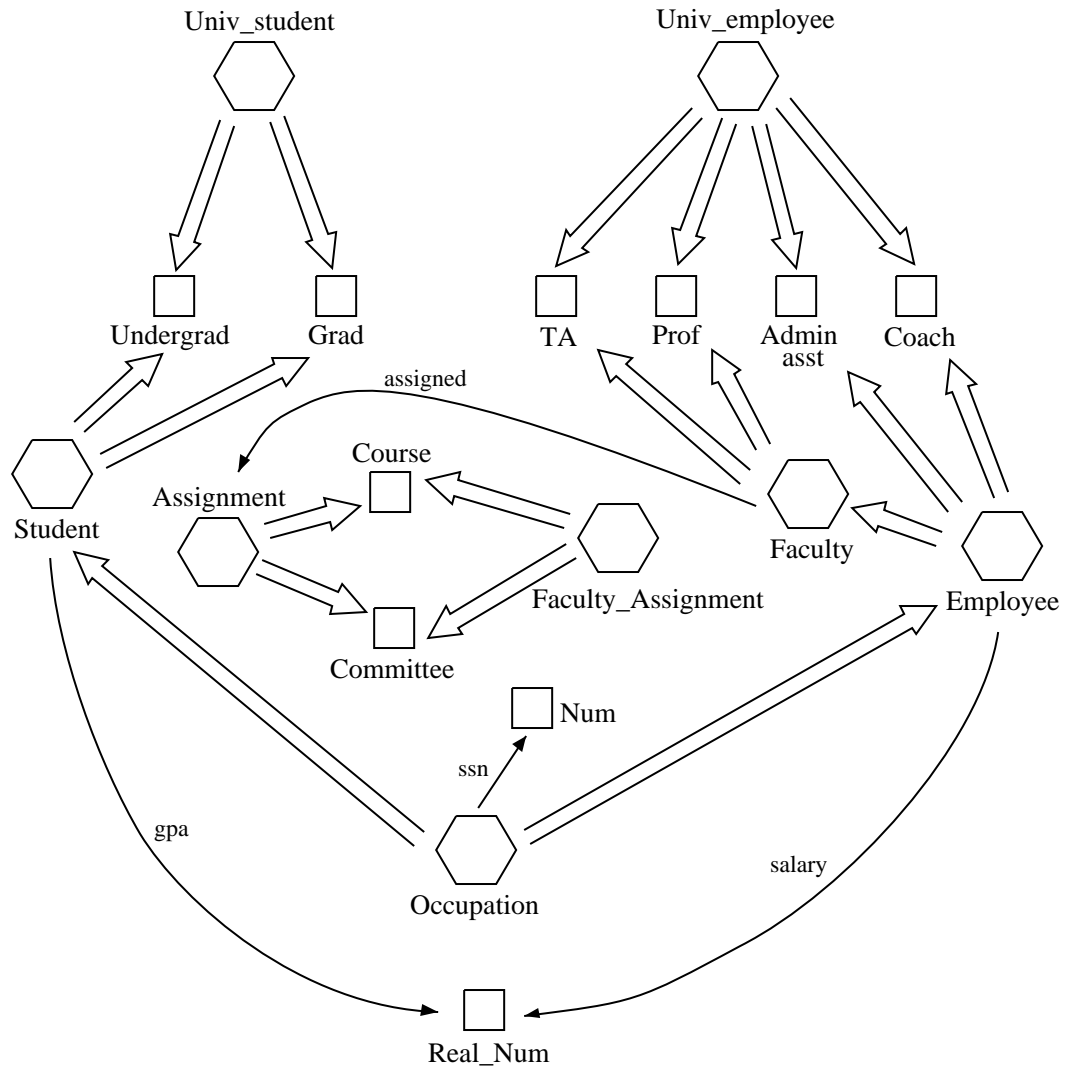 Univ_student
Univ_employee
Undergrad
Grad
TA
Prof
Admin
asst
Coach
assigned
Course
Assignment
Student
Faculty
Faculty_Assignment
Employee
Committee
Num
ssn
gpa
salary
Occupation
Real_Num